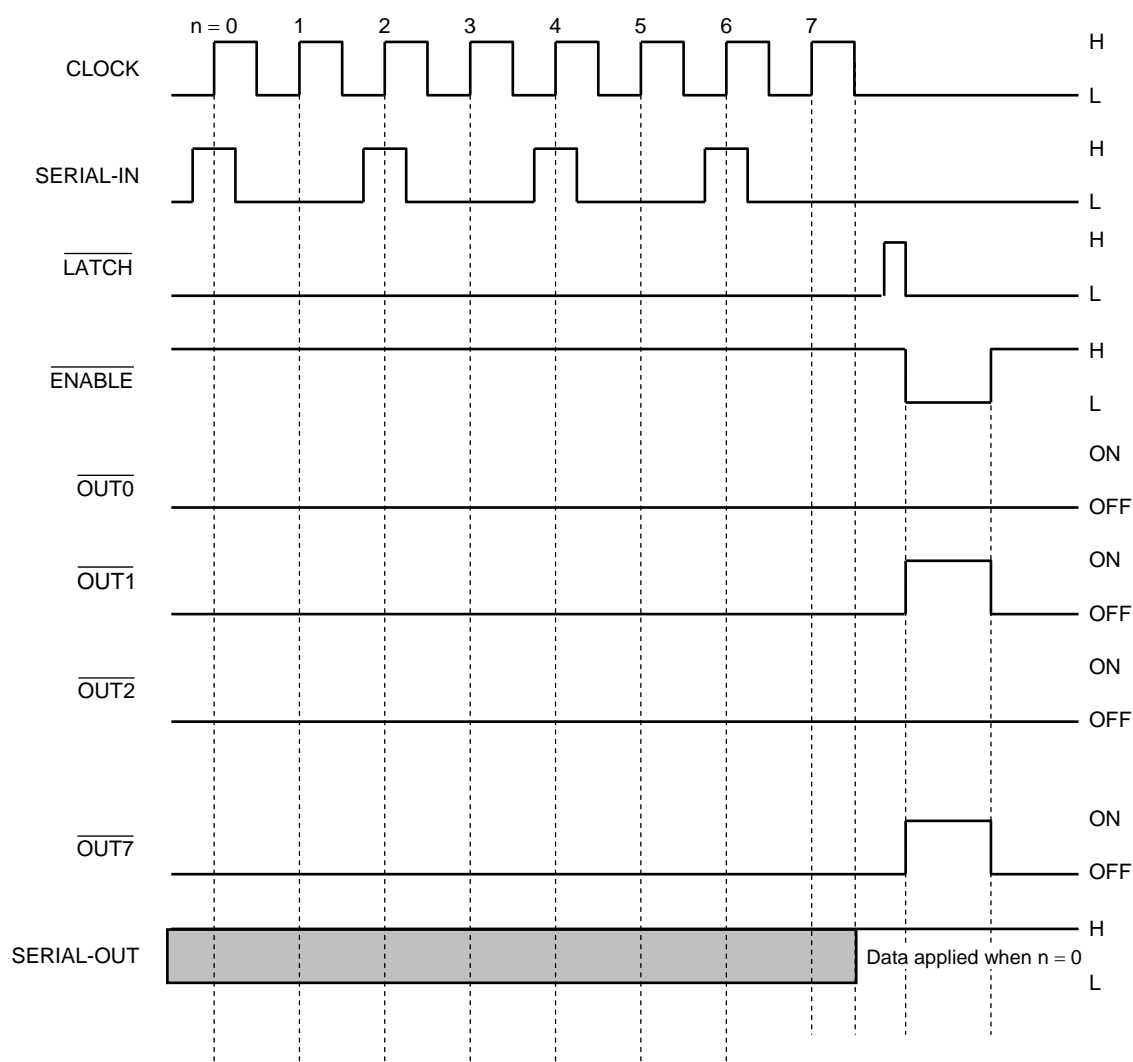 n = 0 1 2 3 4 5 6 7
CLOCK
H
L
SERIAL-IN
H
L
LATCH
H
L
ENABLE
H
L
OUT0
ON
OFF
OUT1
ON
OFF
OUT2
ON
OFF
OUT7
ON
OFF
SERIAL-OUT
H
Data applied when n = 0
L